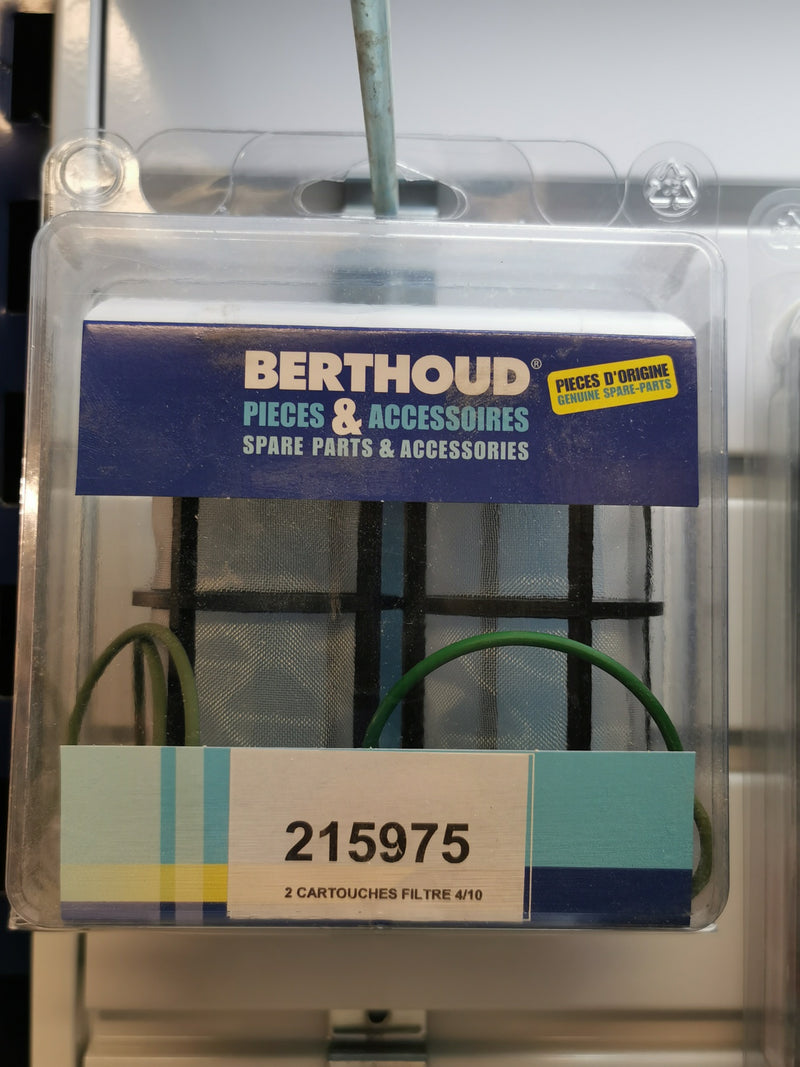 BERTHOUD®
PIECES & ACCESSOIRES
SPARE PARTS & ACCESSORIES
PIECES D'ORIGINE
GENUINE SPARE-PARTS
215975
2 CARTOUCHES FILTRE 4/10